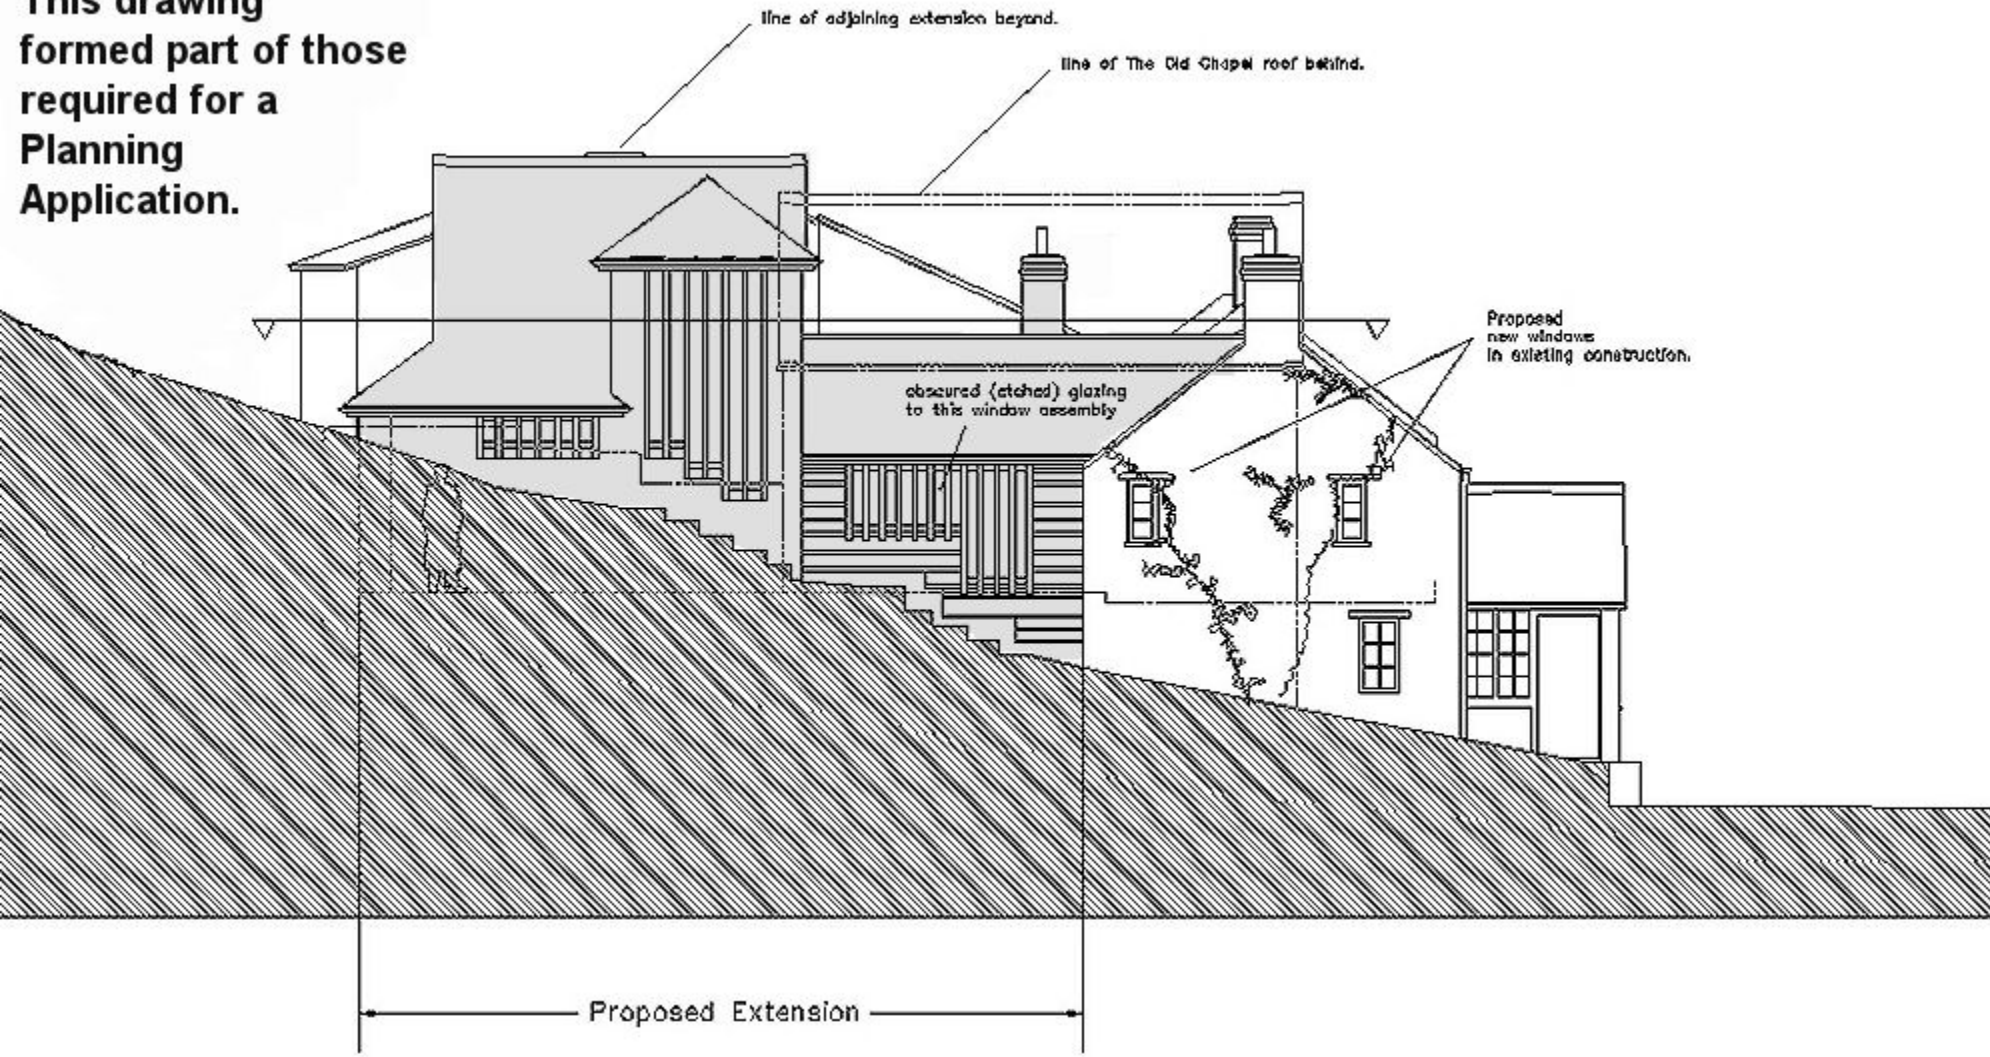 This drawing
formed part of those
required for a
Planning
Application.
line of adjoining extension beyond.
line of The Old Chapel roof behind.
Proposed
new windows
in existing construction.
obscured (etched) glazing
to this window assembly
Proposed Extension